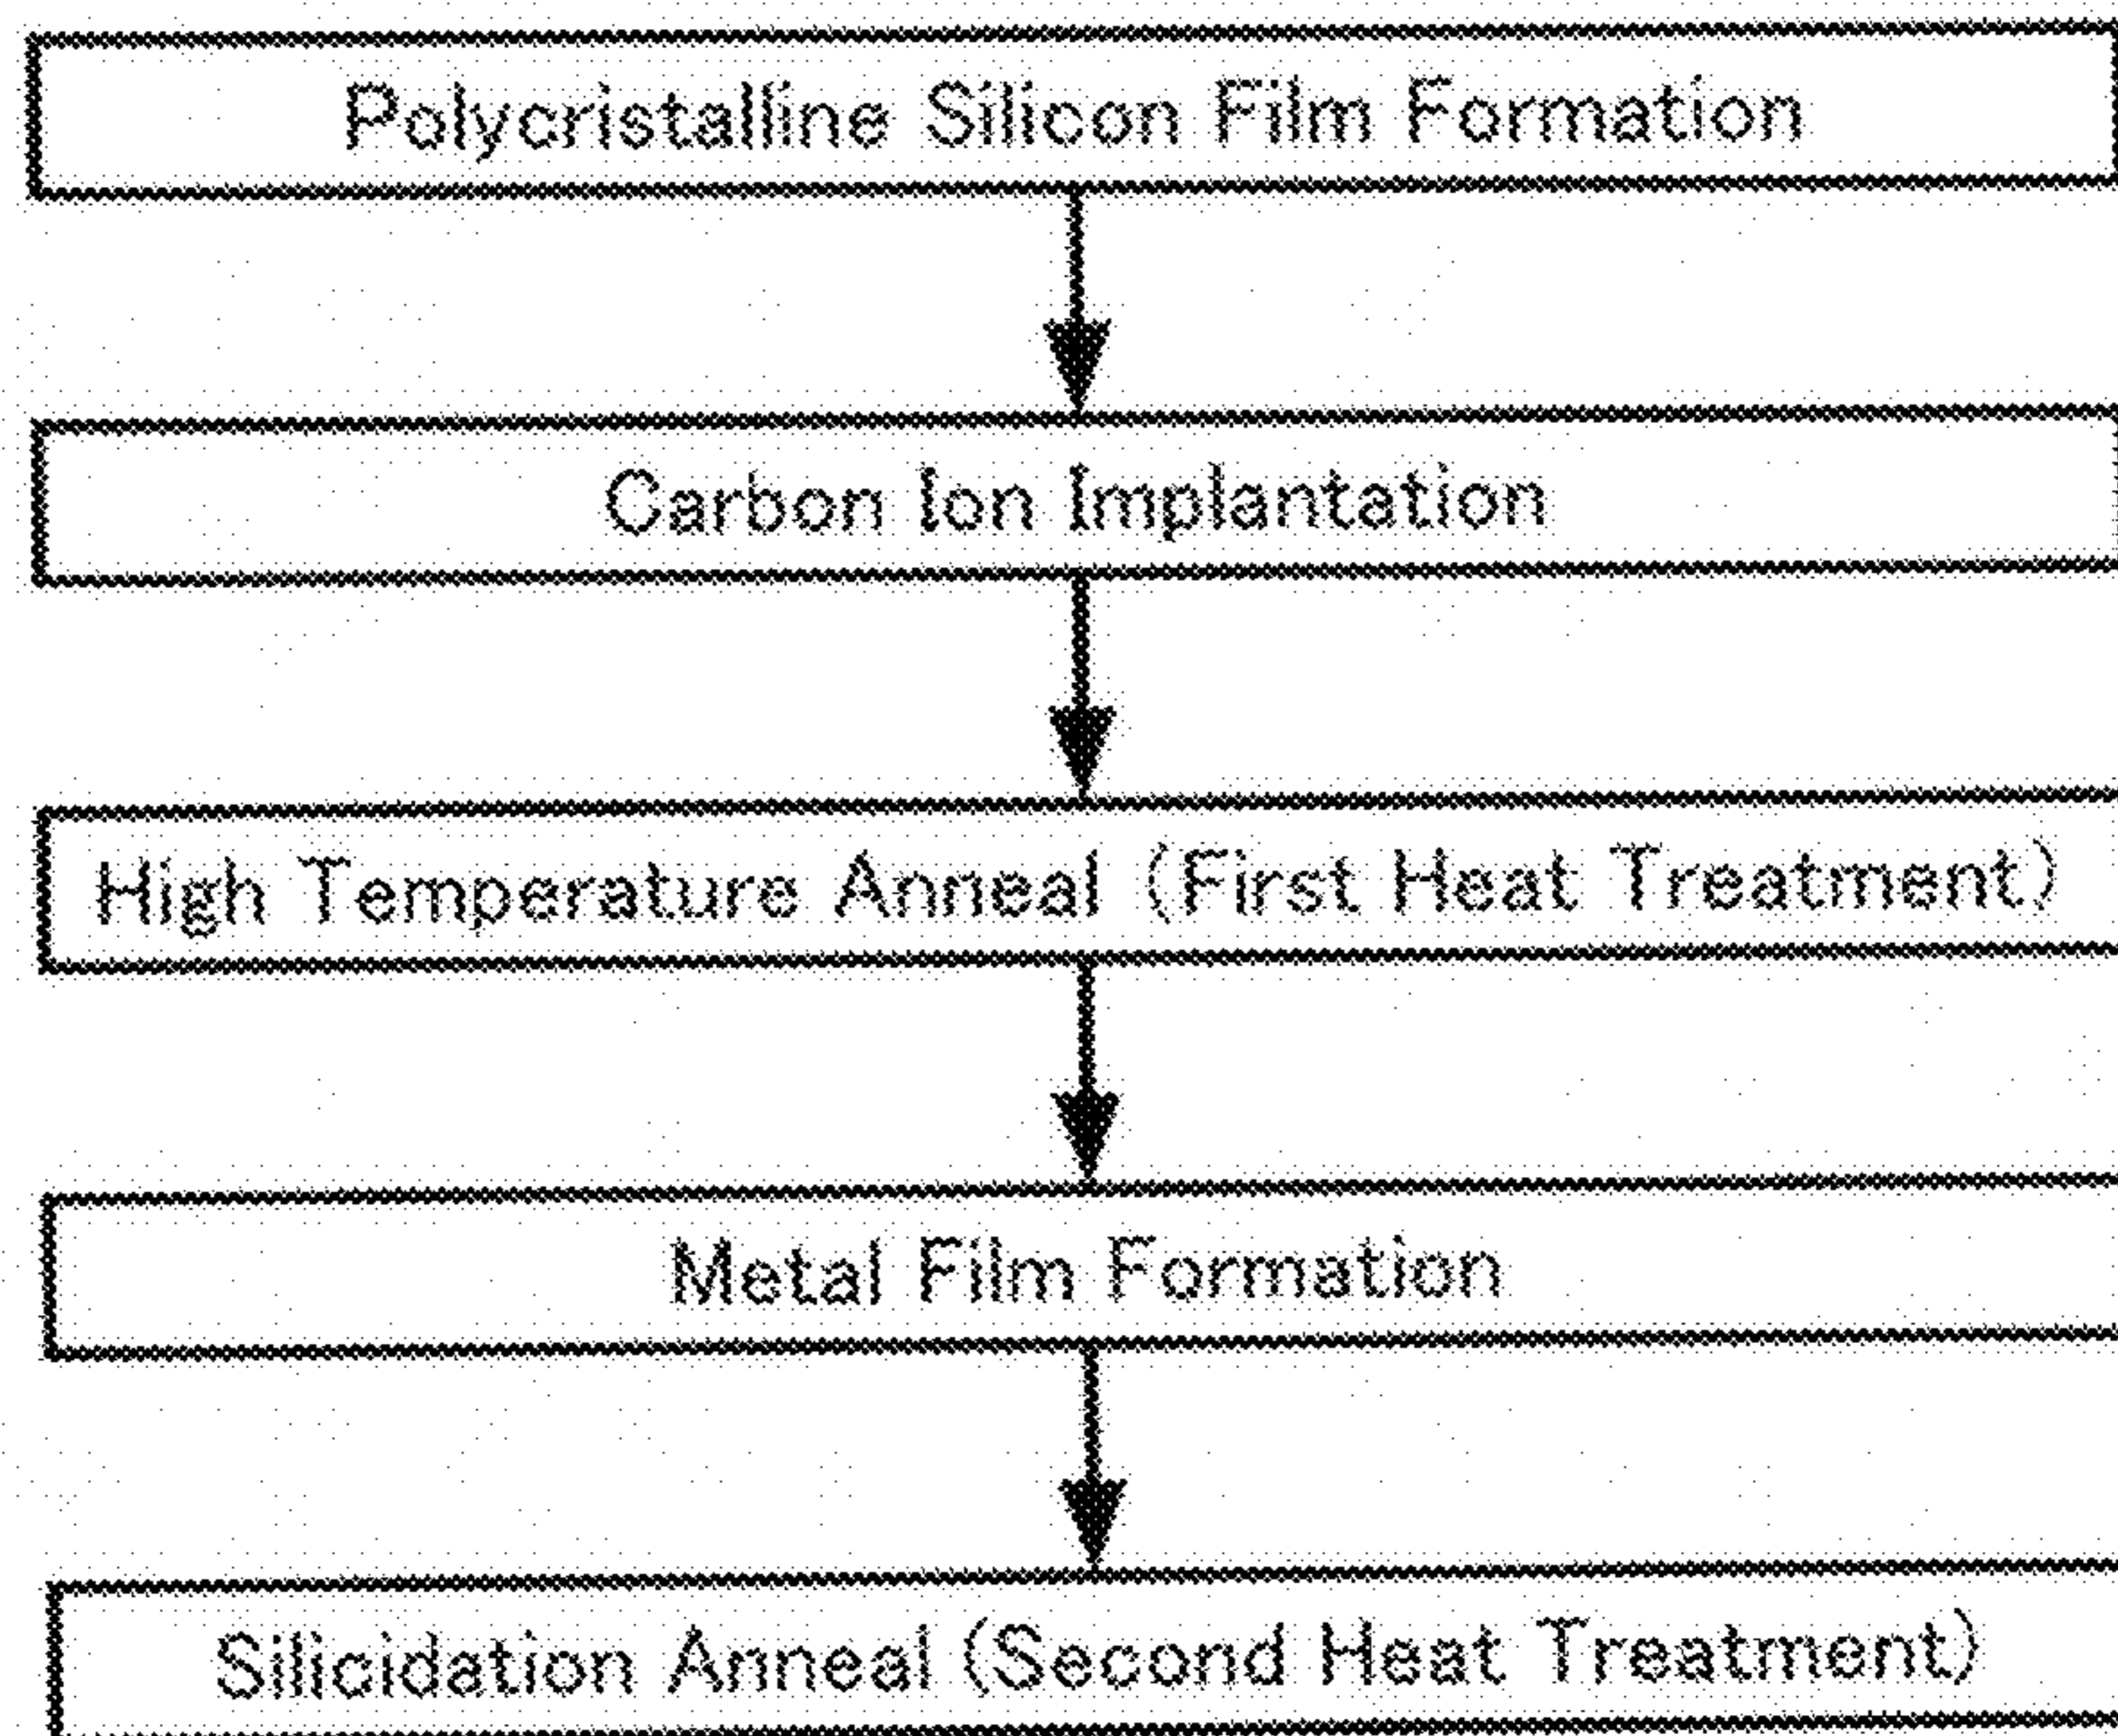 Polycristalline Silicon Film Formation
Carbon Ion Implantation
High Temperature Anneal (First Heat Treatment)
Metal Film Formation
Silicidation Anneal (Second Heat Treatment)